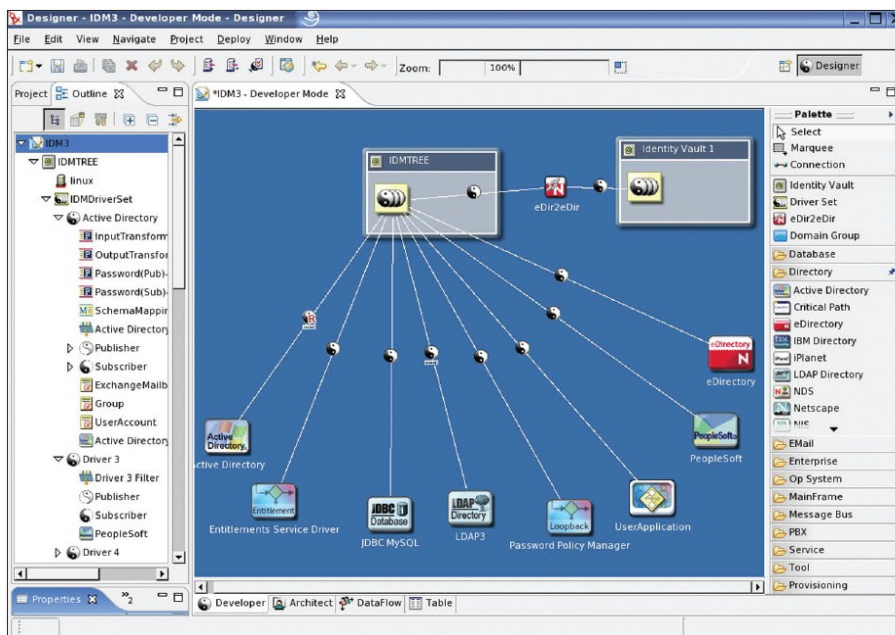 Designer - IDM3 - Developer Mode - Designer
File Edit View Navigate Project Deploy Window Help
Zoom: 100% Designer
Project Outline
*IDM3 - Developer Mode
IDM3
IDMTREE
linux
IDMDriverSet
Active Directory
InputTransform
OutputTransfo
Password(Pub)-
Password(Sub)-
SchemaMappin
Active Directory
Publisher
Subscriber
ExchangeMailb
Group
UserAccount
Active Directory
Driver 3
Driver 3 Filter
Publisher
Subscriber
PeopleSoft
Driver 4
Properties
2
IDMTREE
Identity Vault 1
eDir2eDir
eDirectory
N
eDirectory
PeopleSoft.
PeopleSoft
UserApplication
Loopback
Password Policy Manager
LDAP
Directory
LDAP3
JDBC
Database
JDBC MySQL
Entitlement
Entitlements Service Driver
Active
Directory
Active Directory
Developer Architect DataFlow Table
Palette
Select
Marquee
Connection
Identity Vault
Driver Set
eDir2eDir
Domain Group
Database
Directory
Active Directory
Critical Path
eDirectory
IBM Directory
iPlanet
LDAP Directory
NDS
Netscape
NIS
EMail
Enterprise
Op System
MainFrame
Message Bus
PBX
Service
Tool
Provisioning